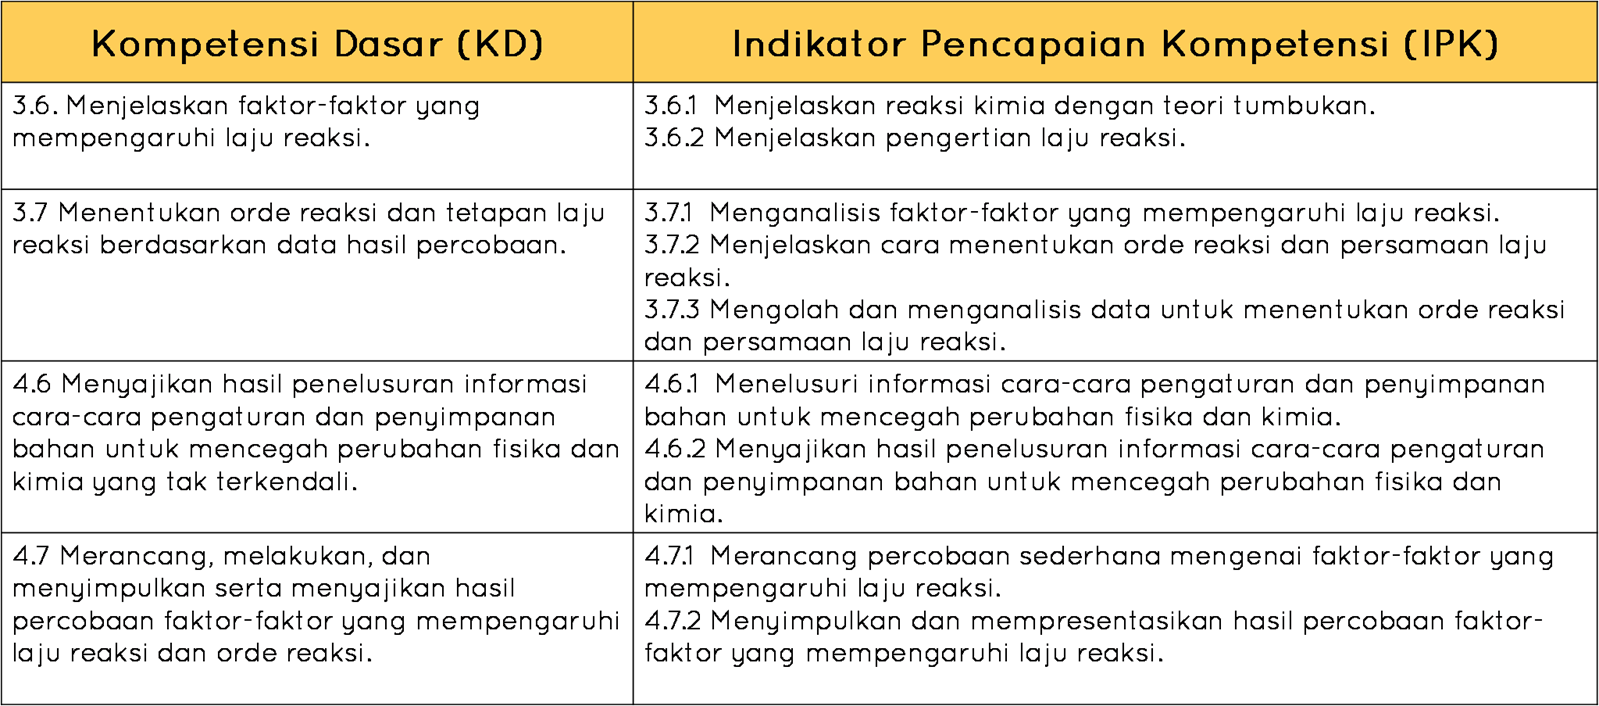 Kompetensi Dasar (KD)
Indikator Pencapaian Kompetensi (IPK)
3.6. Menjelaskan faktor-faktor yang
mempengaruhi laju reaksi.
3.6.1 Menjelaskan reaksi kimia dengan teori tumbukan.
3.6.2 Menjelaskan pengertian laju reaksi.
3.7 Menentukan orde reaksi dan tetapan laju
reaksi berdasarkan data hasil percobaan.
3.7.1 Menganalisis faktor-faktor yang mempengaruhi laju reaksi.
3.7.2 Menjelaskan cara menentukan orde reaksi dan persamaan laju
reaksi.
3.7.3 Mengolah dan menganalisis data untuk menentukan orde reaksi
dan persamaan laju reaksi.
4.6 Menyajikan hasil penelusuran informasi
cara-cara pengaturan dan penyimpanan
bahan untuk mencegah perubahan fisika dan
kimia yang tak terkendali.
4.6.1 Menelusuri informasi cara-cara pengaturan dan penyimpanan
bahan untuk mencegah perubahan fisika dan kimia.
4.6.2 Menyajikan hasil penelusuran informasi cara-cara pengaturan
dan penyimpanan bahan untuk mencegah perubahan fisika dan
kimia.
4.7 Merancang, melakukan, dan
menyimpulkan serta menyajikan hasil
percobaan faktor-faktor yang mempengaruhi
laju reaksi dan orde reaksi.
4.7.1 Merancang percobaan sederhana mengenai faktor-faktor yang
mempengaruhi laju reaksi.
4.7.2 Menyimpulkan dan mempresentasikan hasil percobaan faktor-
faktor yang mempengaruhi laju reaksi.